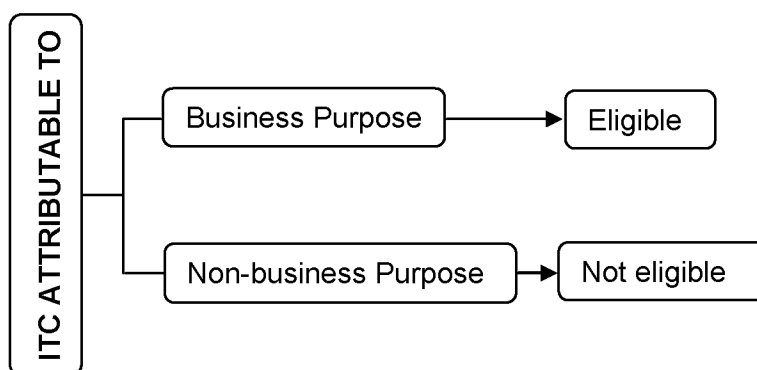 ITC ATTRIBUTABLE TO
Business Purpose
Eligible
Non-business Purpose
Not eligible